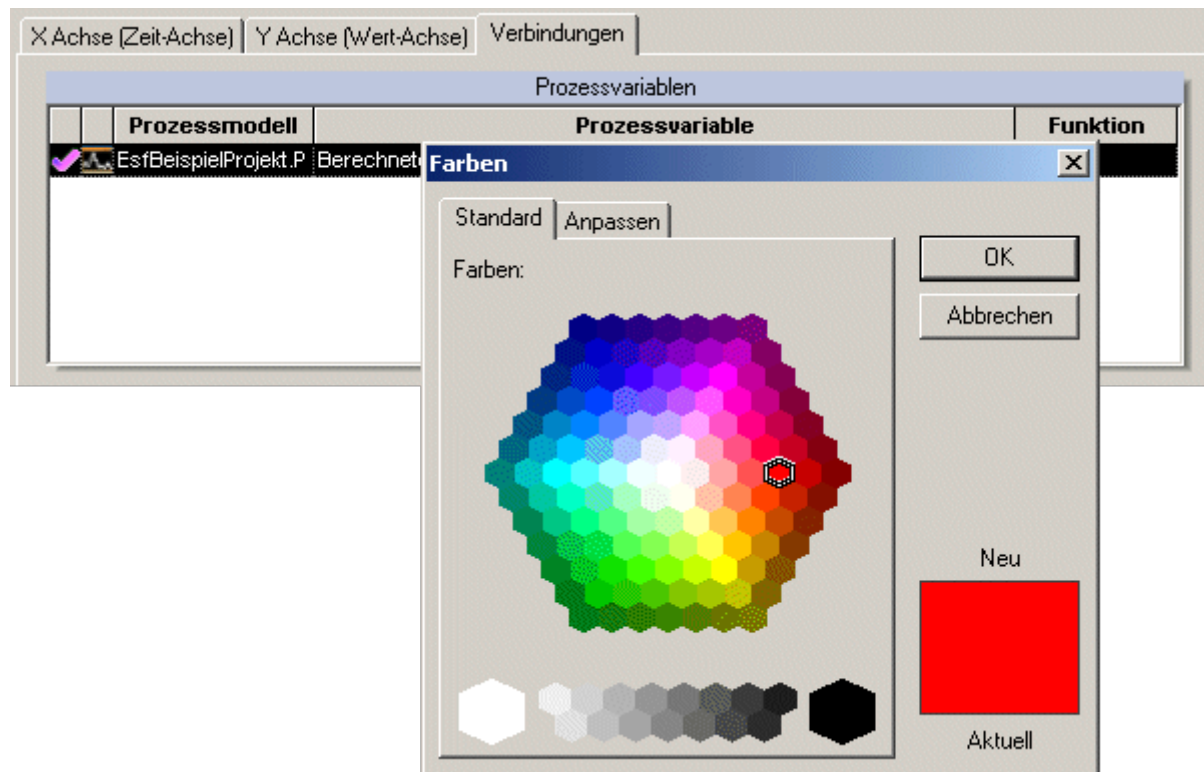 X Achse (Zeit-Achse) Y Achse (Wert-Achse) Verbindungen
Prozessvariablen
Prozessmodell Prozessvariable Funktion
EsfBeispielProjekt.P
Farben
Standard Anpassen
Farben:
OK
Abbrechen
Neu
Aktuell